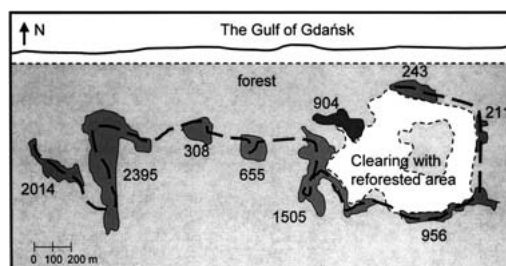 N
The Gulf of Gdańsk
forest
243
904
211
308
655
2395
2014
Clearing with
reforested area
1505
956
0 100 200 m